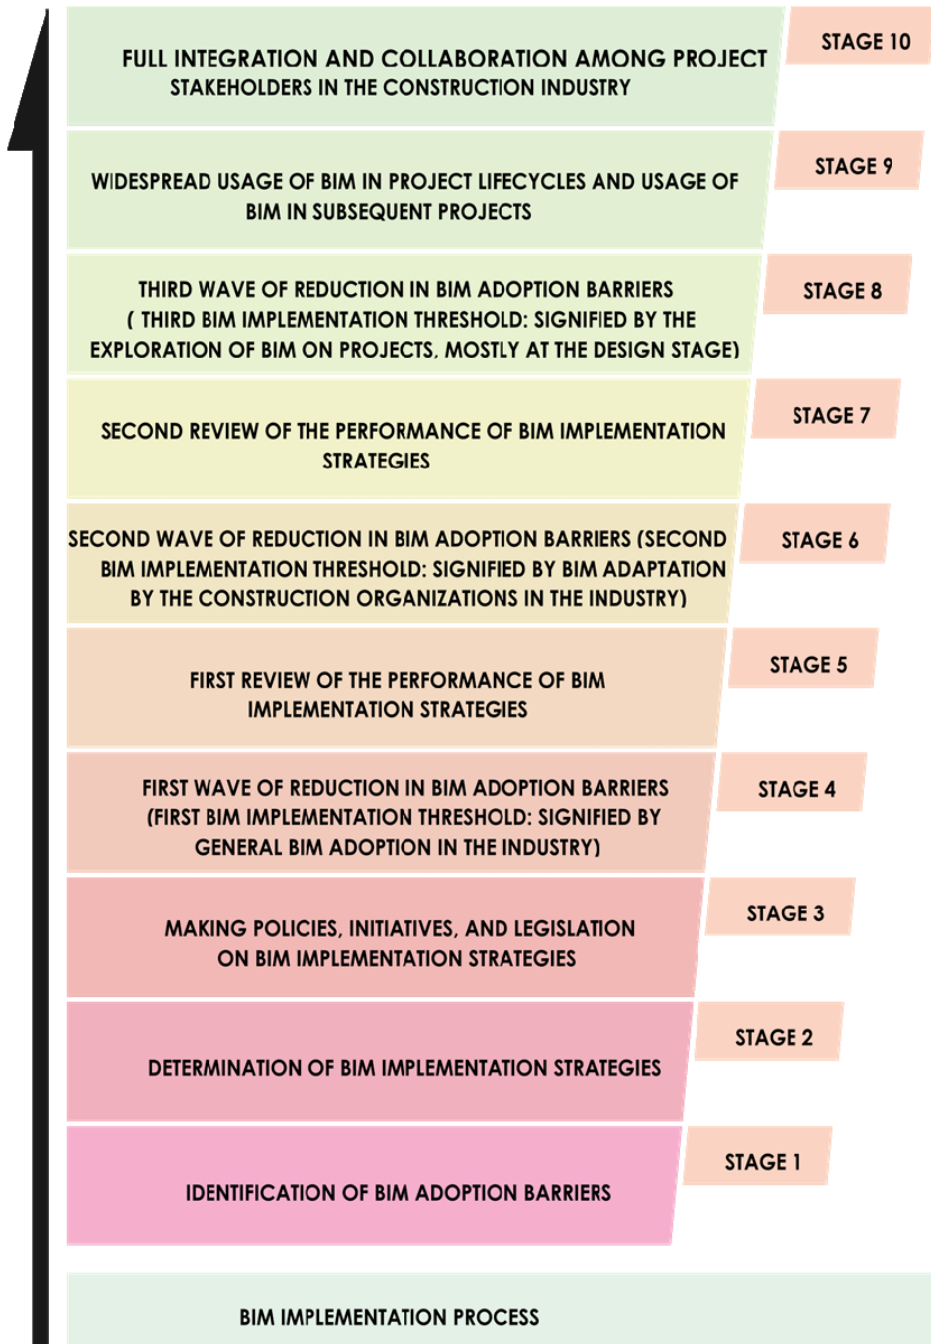 FULL INTEGRATION AND COLLABORATION AMONG PROJECT
STAKEHOLDERS IN THE CONSTRUCTION INDUSTRY
STAGE 10
WIDESPREAD USAGE OF BIM IN PROJECT LIFECYCLES AND USAGE OF
BIM IN SUBSEQUENT PROJECTS
STAGE 9
THIRD WAVE OF REDUCTION IN BIM ADOPTION BARRIERS
( THIRD BIM IMPLEMENTATION THRESHOLD: SIGNIFIED BY THE
EXPLORATION OF BIM ON PROJECTS, MOSTLY AT THE DESIGN STAGE)
STAGE 8
SECOND REVIEW OF THE PERFORMANCE OF BIM IMPLEMENTATION
STRATEGIES
STAGE 7
SECOND WAVE OF REDUCTION IN BIM ADOPTION BARRIERS (SECOND
BIM IMPLEMENTATION THRESHOLD: SIGNIFIED BY BIM ADAPTATION
BY THE CONSTRUCTION ORGANIZATIONS IN THE INDUSTRY)
STAGE 6
FIRST REVIEW OF THE PERFORMANCE OF BIM
IMPLEMENTATION STRATEGIES
STAGE 5
FIRST WAVE OF REDUCTION IN BIM ADOPTION BARRIERS
(FIRST BIM IMPLEMENTATION THRESHOLD: SIGNIFIED BY
GENERAL BIM ADOPTION IN THE INDUSTRY)
STAGE 4
MAKING POLICIES, INITIATIVES, AND LEGISLATION
ON BIM IMPLEMENTATION STRATEGIES
STAGE 3
DETERMINATION OF BIM IMPLEMENTATION STRATEGIES
STAGE 2
IDENTIFICATION OF BIM ADOPTION BARRIERS
STAGE 1
BIM IMPLEMENTATION PROCESS